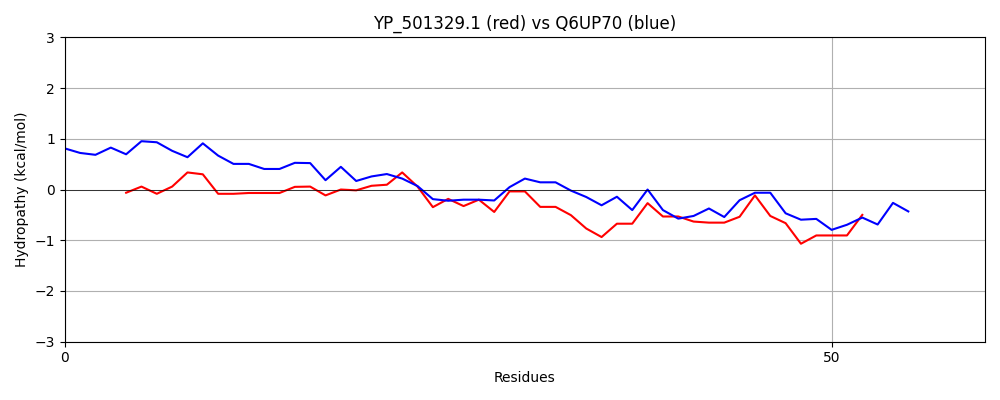 YP_501329.1 (red) vs Q6UP70 (blue)
Hydropathy (kcal/mol)
3
2
1
0
−1
−2
−3
0 50
Residues